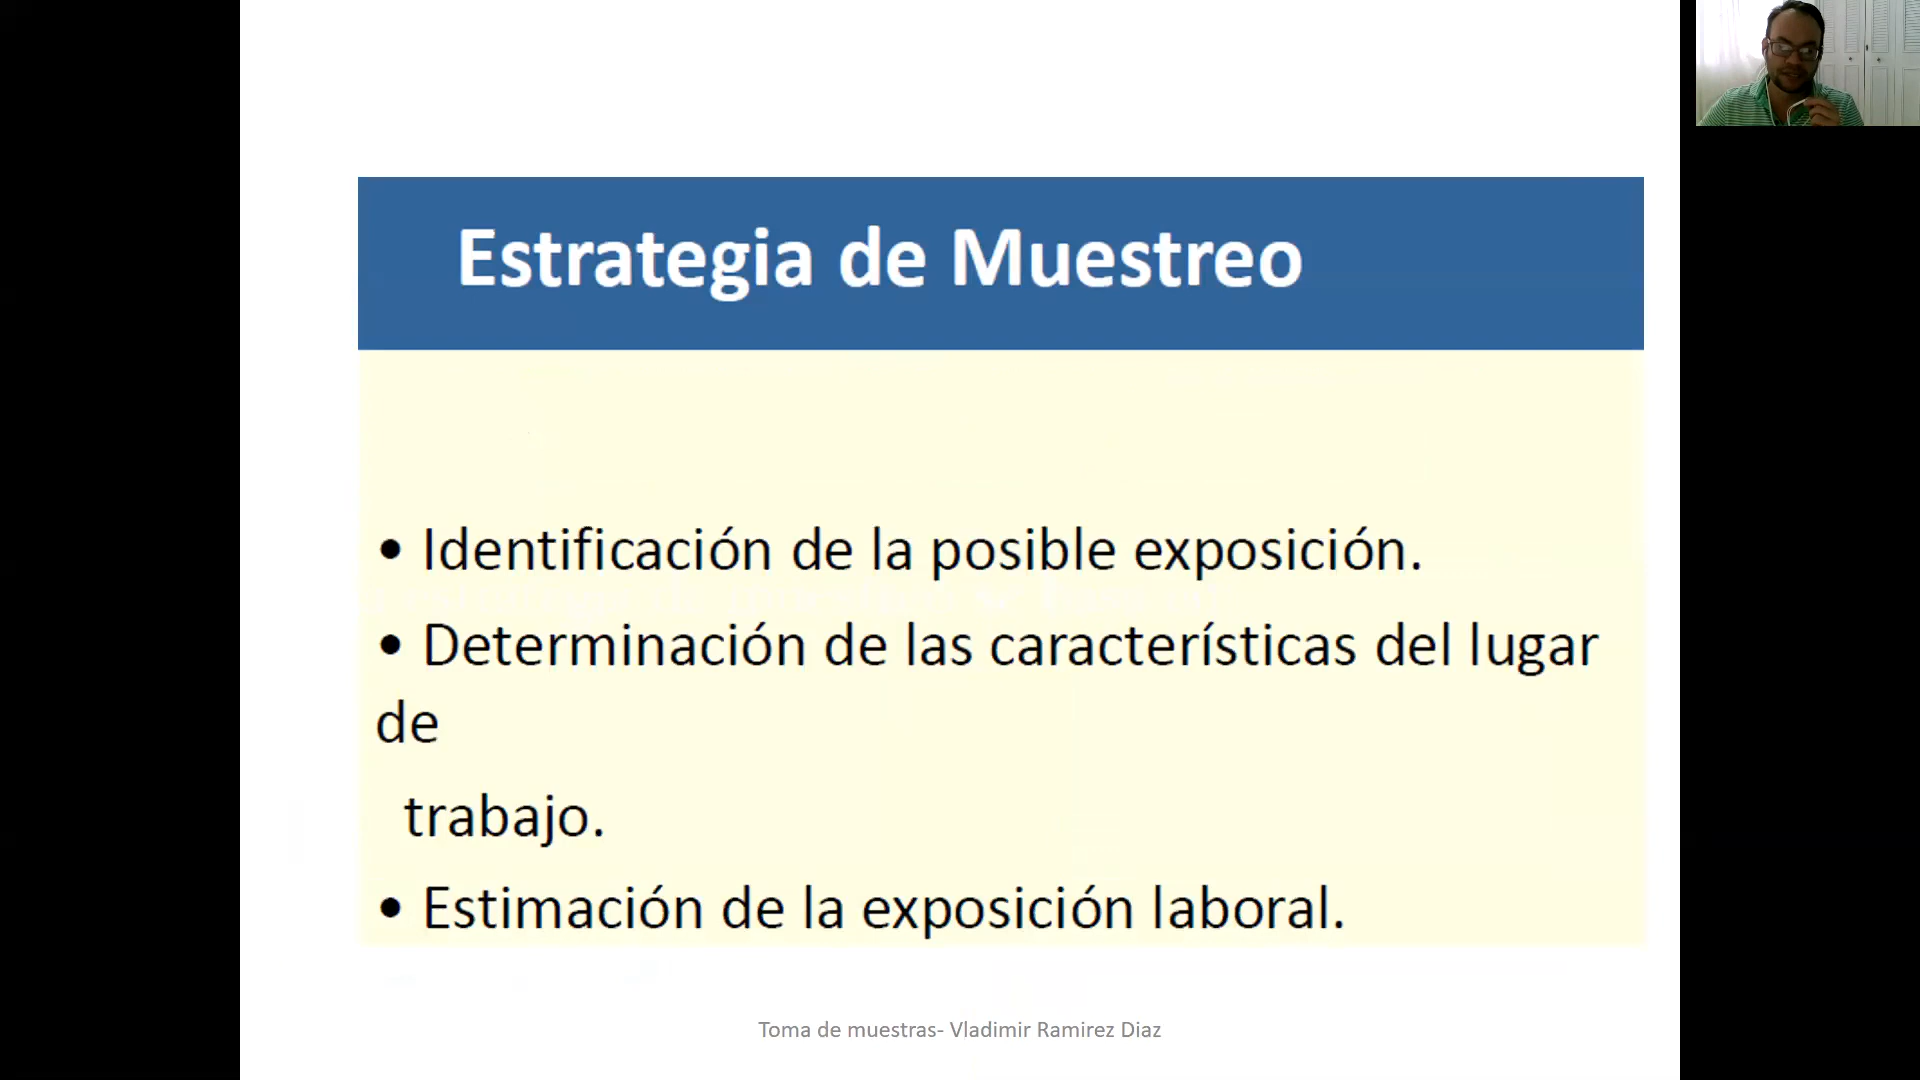 Estrategia de Muestreo
• Identificación de la posible exposición.
• Determinación de las características del lugar
de
trabajo.
• Estimación de la exposición laboral.
Toma de muestras- Vladimir Ramirez Diaz